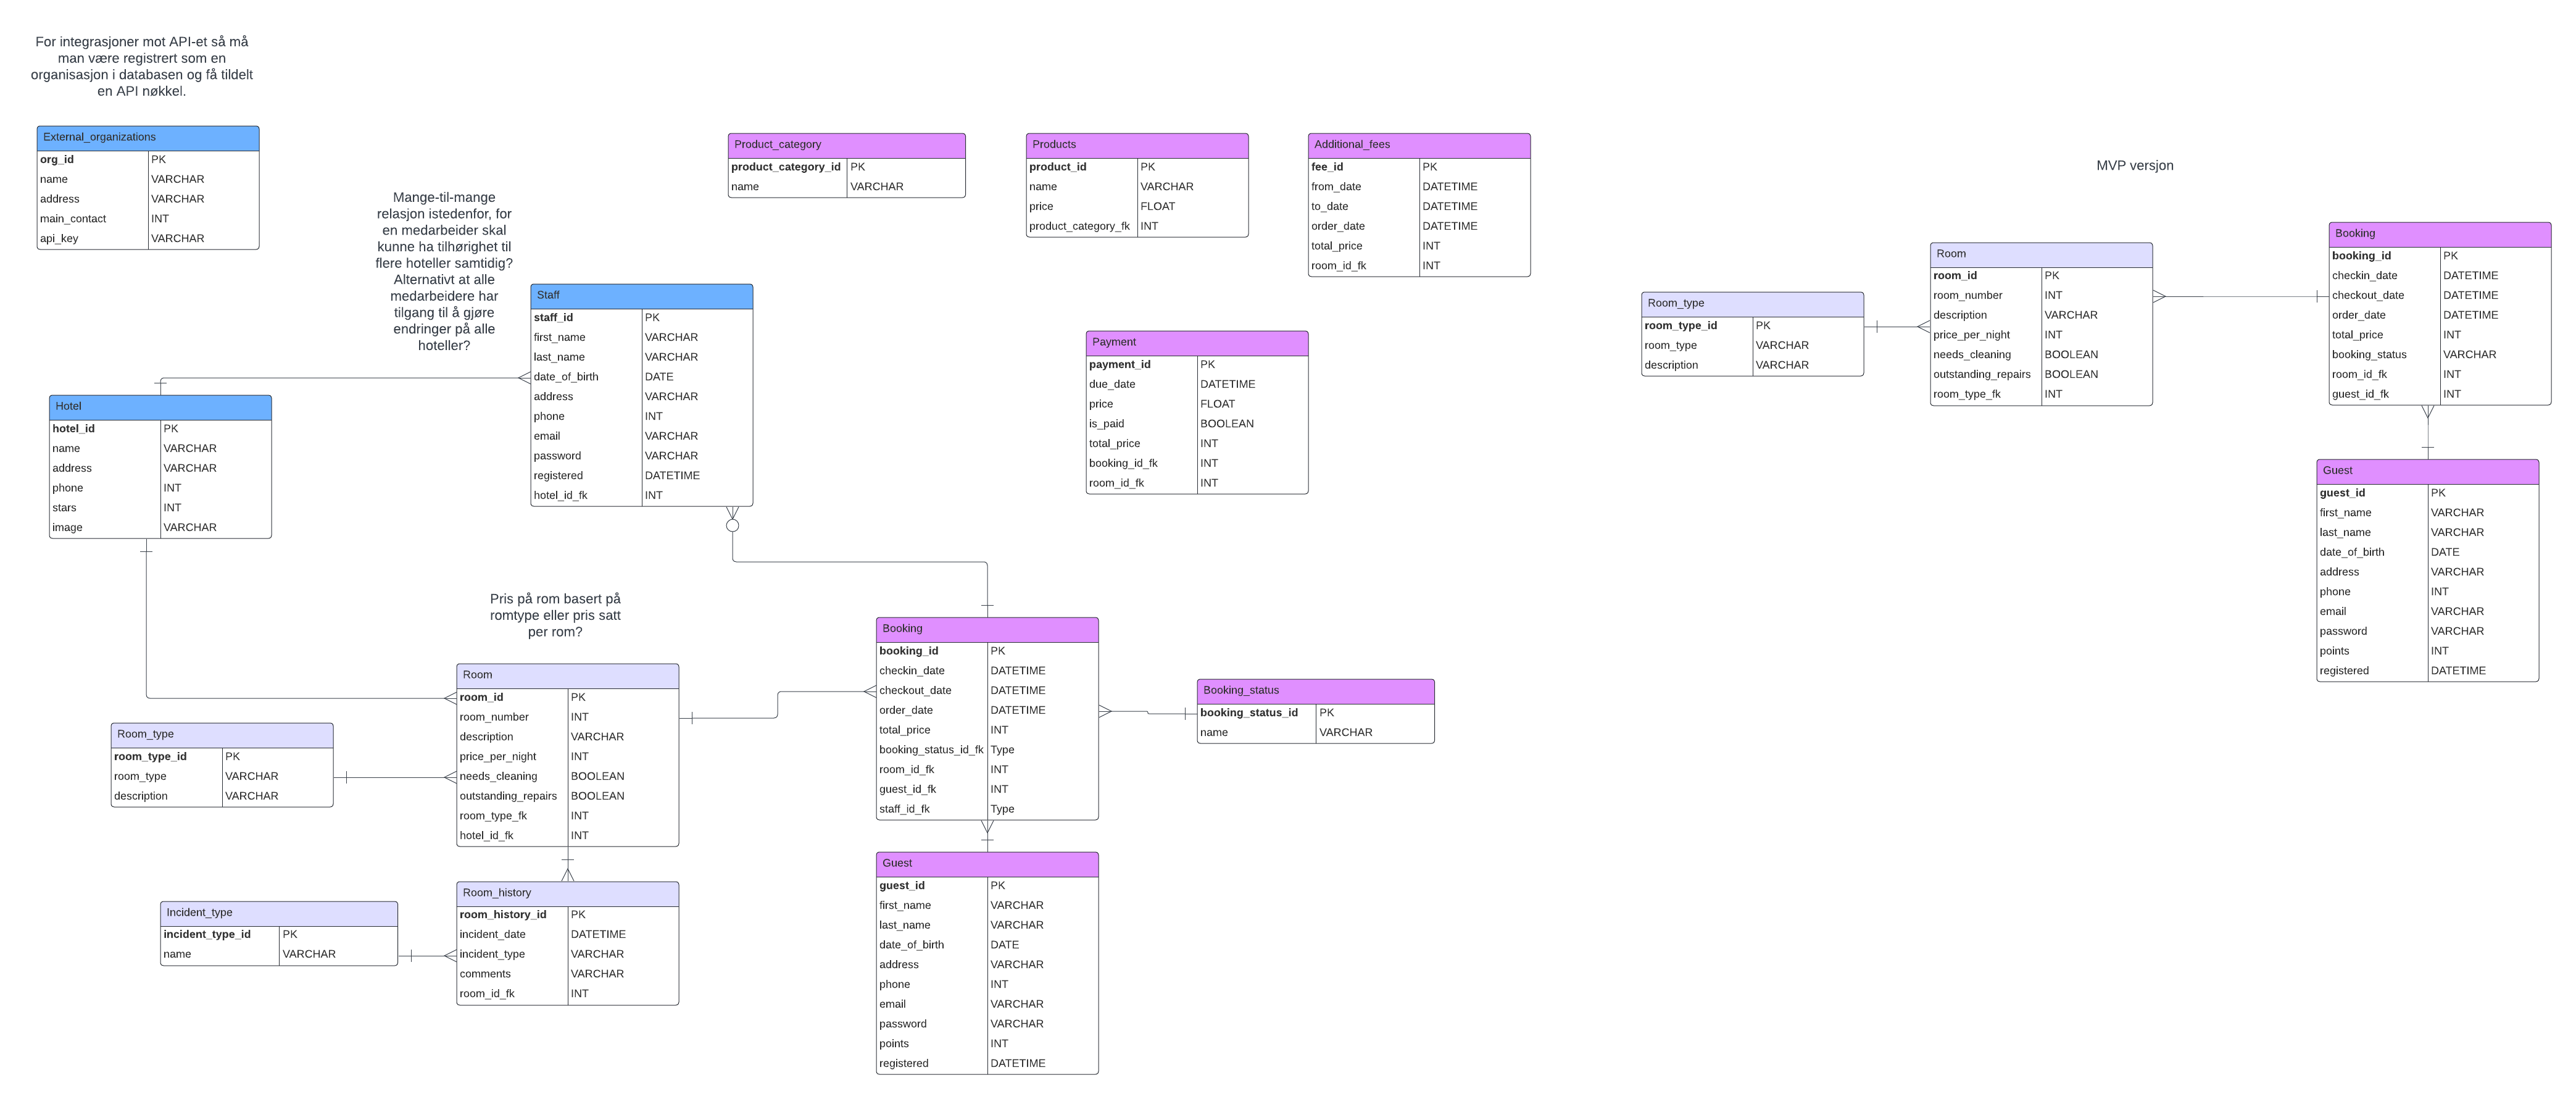 For integrasjoner mot API-et så må
man være registrert som en
organisasjon i databasen og få tildelt
en API nøkkel.
External_organizations
org_id PK
name VARCHAR
address VARCHAR
main_contact INT
api_key VARCHAR
Mange-til-mange
relasjon istedenfor, for
en medarbeider skal
kunne ha tilhørighet til
flere hoteller samtidig?
Alternativt at alle
medarbeidere har
tilgang til å gjøre
endringer på alle
hoteller?
Product_category
product_category_id PK
name VARCHAR
Products
product_id PK
name VARCHAR
price FLOAT
product_category_fk INT
Additional_fees
fee_id PK
from_date DATETIME
to_date DATETIME
order_date DATETIME
total_price INT
room_id_fk INT
Staff
staff_id PK
first_name VARCHAR
last_name VARCHAR
date_of_birth DATE
address VARCHAR
phone INT
email VARCHAR
password VARCHAR
registered DATETIME
hotel_id_fk INT
Payment
payment_id PK
due_date DATETIME
price FLOAT
is_paid BOOLEAN
total_price INT
booking_id_fk INT
room_id_fk INT
Hotel
hotel_id PK
name VARCHAR
address VARCHAR
phone INT
stars INT
image VARCHAR
Pris på rom basert på
romtype eller pris satt
per rom?
Room
room_id PK
room_number INT
description VARCHAR
price_per_night INT
needs_cleaning BOOLEAN
outstanding_repairs BOOLEAN
room_type_fk INT
hotel_id_fk INT
Room_type
room_type_id PK
room_type VARCHAR
description VARCHAR
Booking
booking_id PK
checkin_date DATETIME
checkout_date DATETIME
order_date DATETIME
total_price INT
booking_status_id_fk Type
room_id_fk INT
guest_id_fk INT
staff_id_fk Type
Booking_status
booking_status_id PK
name VARCHAR
Incident_type
incident_type_id PK
name VARCHAR
Room_history
room_history_id PK
incident_date DATETIME
incident_type VARCHAR
comments VARCHAR
room_id_fk INT
Guest
guest_id PK
first_name VARCHAR
last_name VARCHAR
date_of_birth DATE
address VARCHAR
phone INT
email VARCHAR
password VARCHAR
points INT
registered DATETIME
MVP versjon
Room_type
room_type_id PK
room_type VARCHAR
description VARCHAR
Room
room_id PK
room_number INT
description VARCHAR
price_per_night INT
needs_cleaning BOOLEAN
outstanding_repairs BOOLEAN
room_type_fk INT
Booking
booking_id PK
checkin_date DATETIME
checkout_date DATETIME
order_date DATETIME
total_price INT
booking_status VARCHAR
room_id_fk INT
guest_id_fk INT
Guest
guest_id PK
first_name VARCHAR
last_name VARCHAR
date_of_birth DATE
address VARCHAR
phone INT
email VARCHAR
password VARCHAR
points INT
registered DATETIME